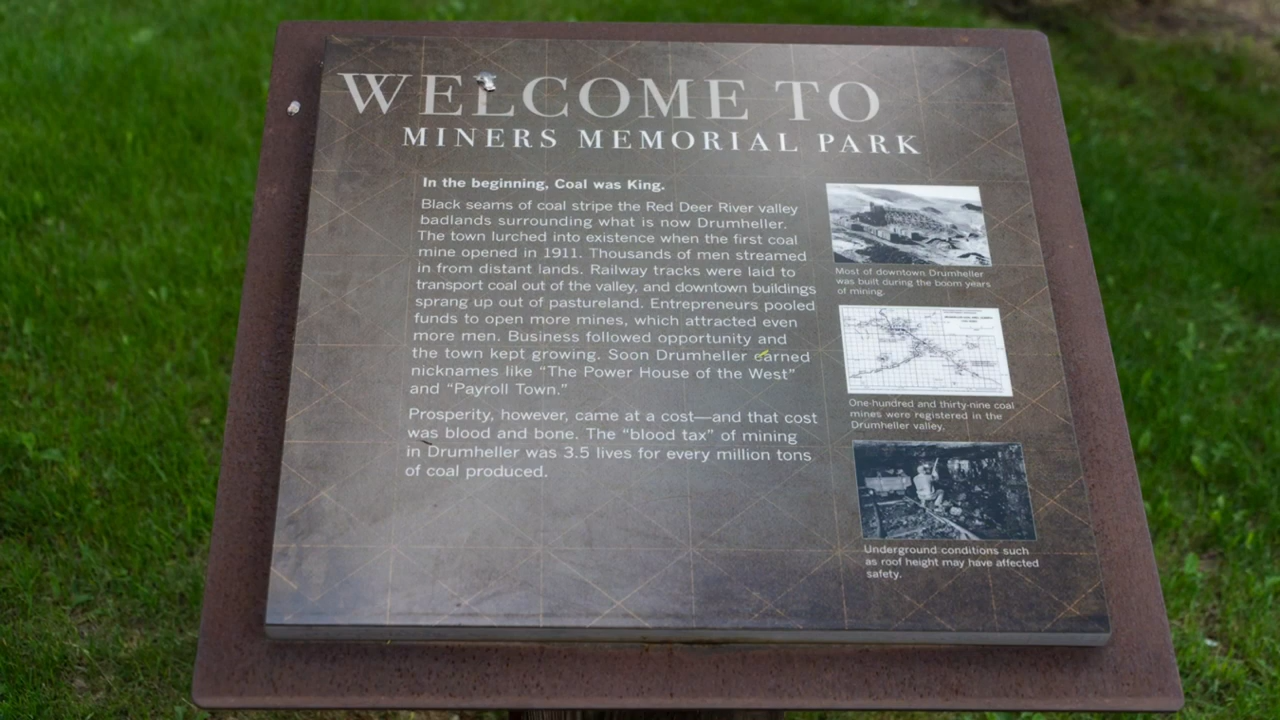 WELCOME TO
MINERS MEMORIAL PARK
In the beginning, Coal was King.
Black seams of coal stripe the Red Deer River valley
badlands surrounding what is now Drumheller.
The town lurched into existence when the first coal
mine opened in 1911. Thousands of men streamed
in from distant lands. Railway tracks were laid to
transport coal out of the valley, and downtown buildings
sprang up out of pastureland. Entrepreneurs pooled
funds to open more mines, which attracted even
more men. Business followed opportunity and
the town kept growing. Soon Drumheller earned
nicknames like “The Power House of the West”
and “Payroll Town.”
Prosperity, however, came at a cost—and that cost
was blood and bone. The “blood tax” of mining
in Drumheller was 3.5 lives for every million tons
of coal produced.
Most of downtown Drumheller
was built during the boom years
of mining.
One-hundred and thirty-nine coal
mines were registered in the
Drumheller valley.
Underground conditions such
as roof height may have affected
safety.